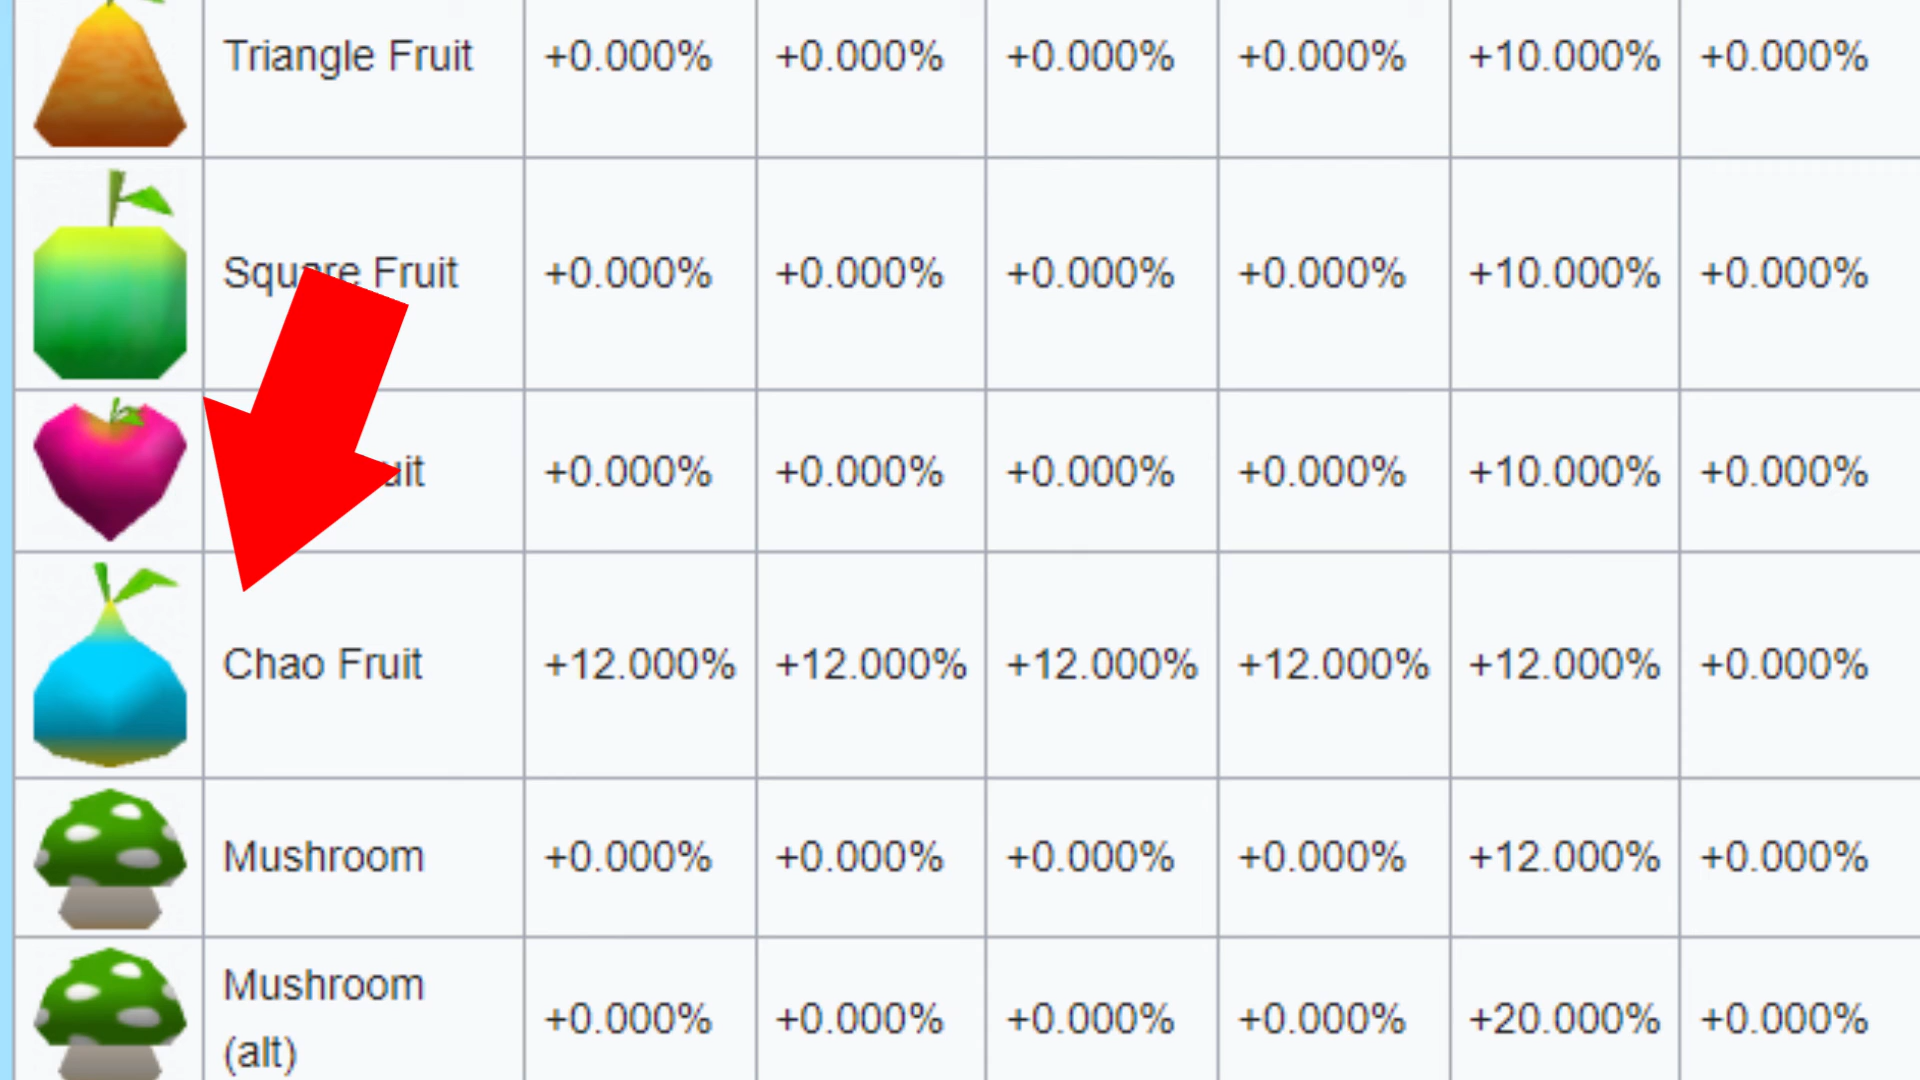 Triangle Fruit +0.000% +0.000% +0.000% +0.000% +10.000% +0.000%
Square Fruit +0.000% +0.000% +0.000% +0.000% +10.000% +0.000%
+0.000% +0.000% +0.000% +0.000% +10.000% +0.000%
Chao Fruit +12.000% +12.000% +12.000% +12.000% +12.000% +0.000%
Mushroom +0.000% +0.000% +0.000% +0.000% +12.000% +0.000%
Mushroom
(alt) +0.000% +0.000% +0.000% +0.000% +20.000% +0.000%